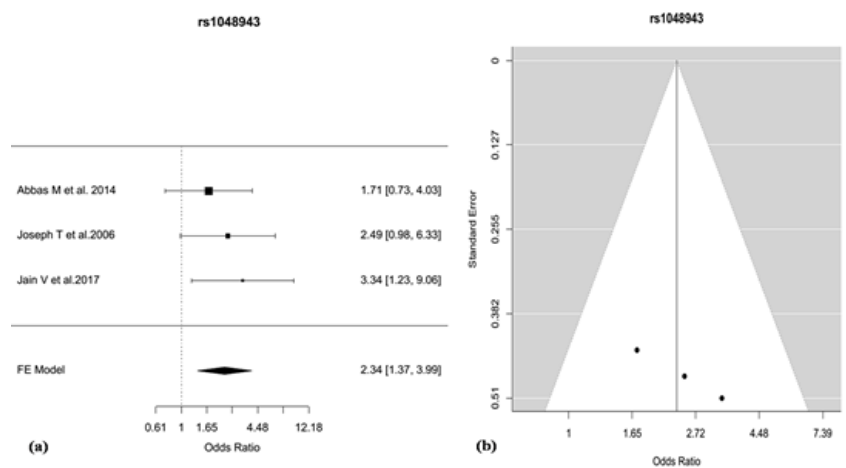 rs1048943
Abbas M et al. 2014 1.71 [0.73, 4.03]
Joseph T et al.2006 2.49 [0.98, 6.33]
Jain V et al.2017 3.34 [1.23, 9.06]
FE Model 2.34 [1.37, 3.99]
0.61 1 1.65 4.48 12.18
Odds Ratio
(a)
rs1048943
Standard Error
0
0.127
0.255
0.382
0.51
1 1.65 2.72 4.48 7.39
Odds Ratio
(b)